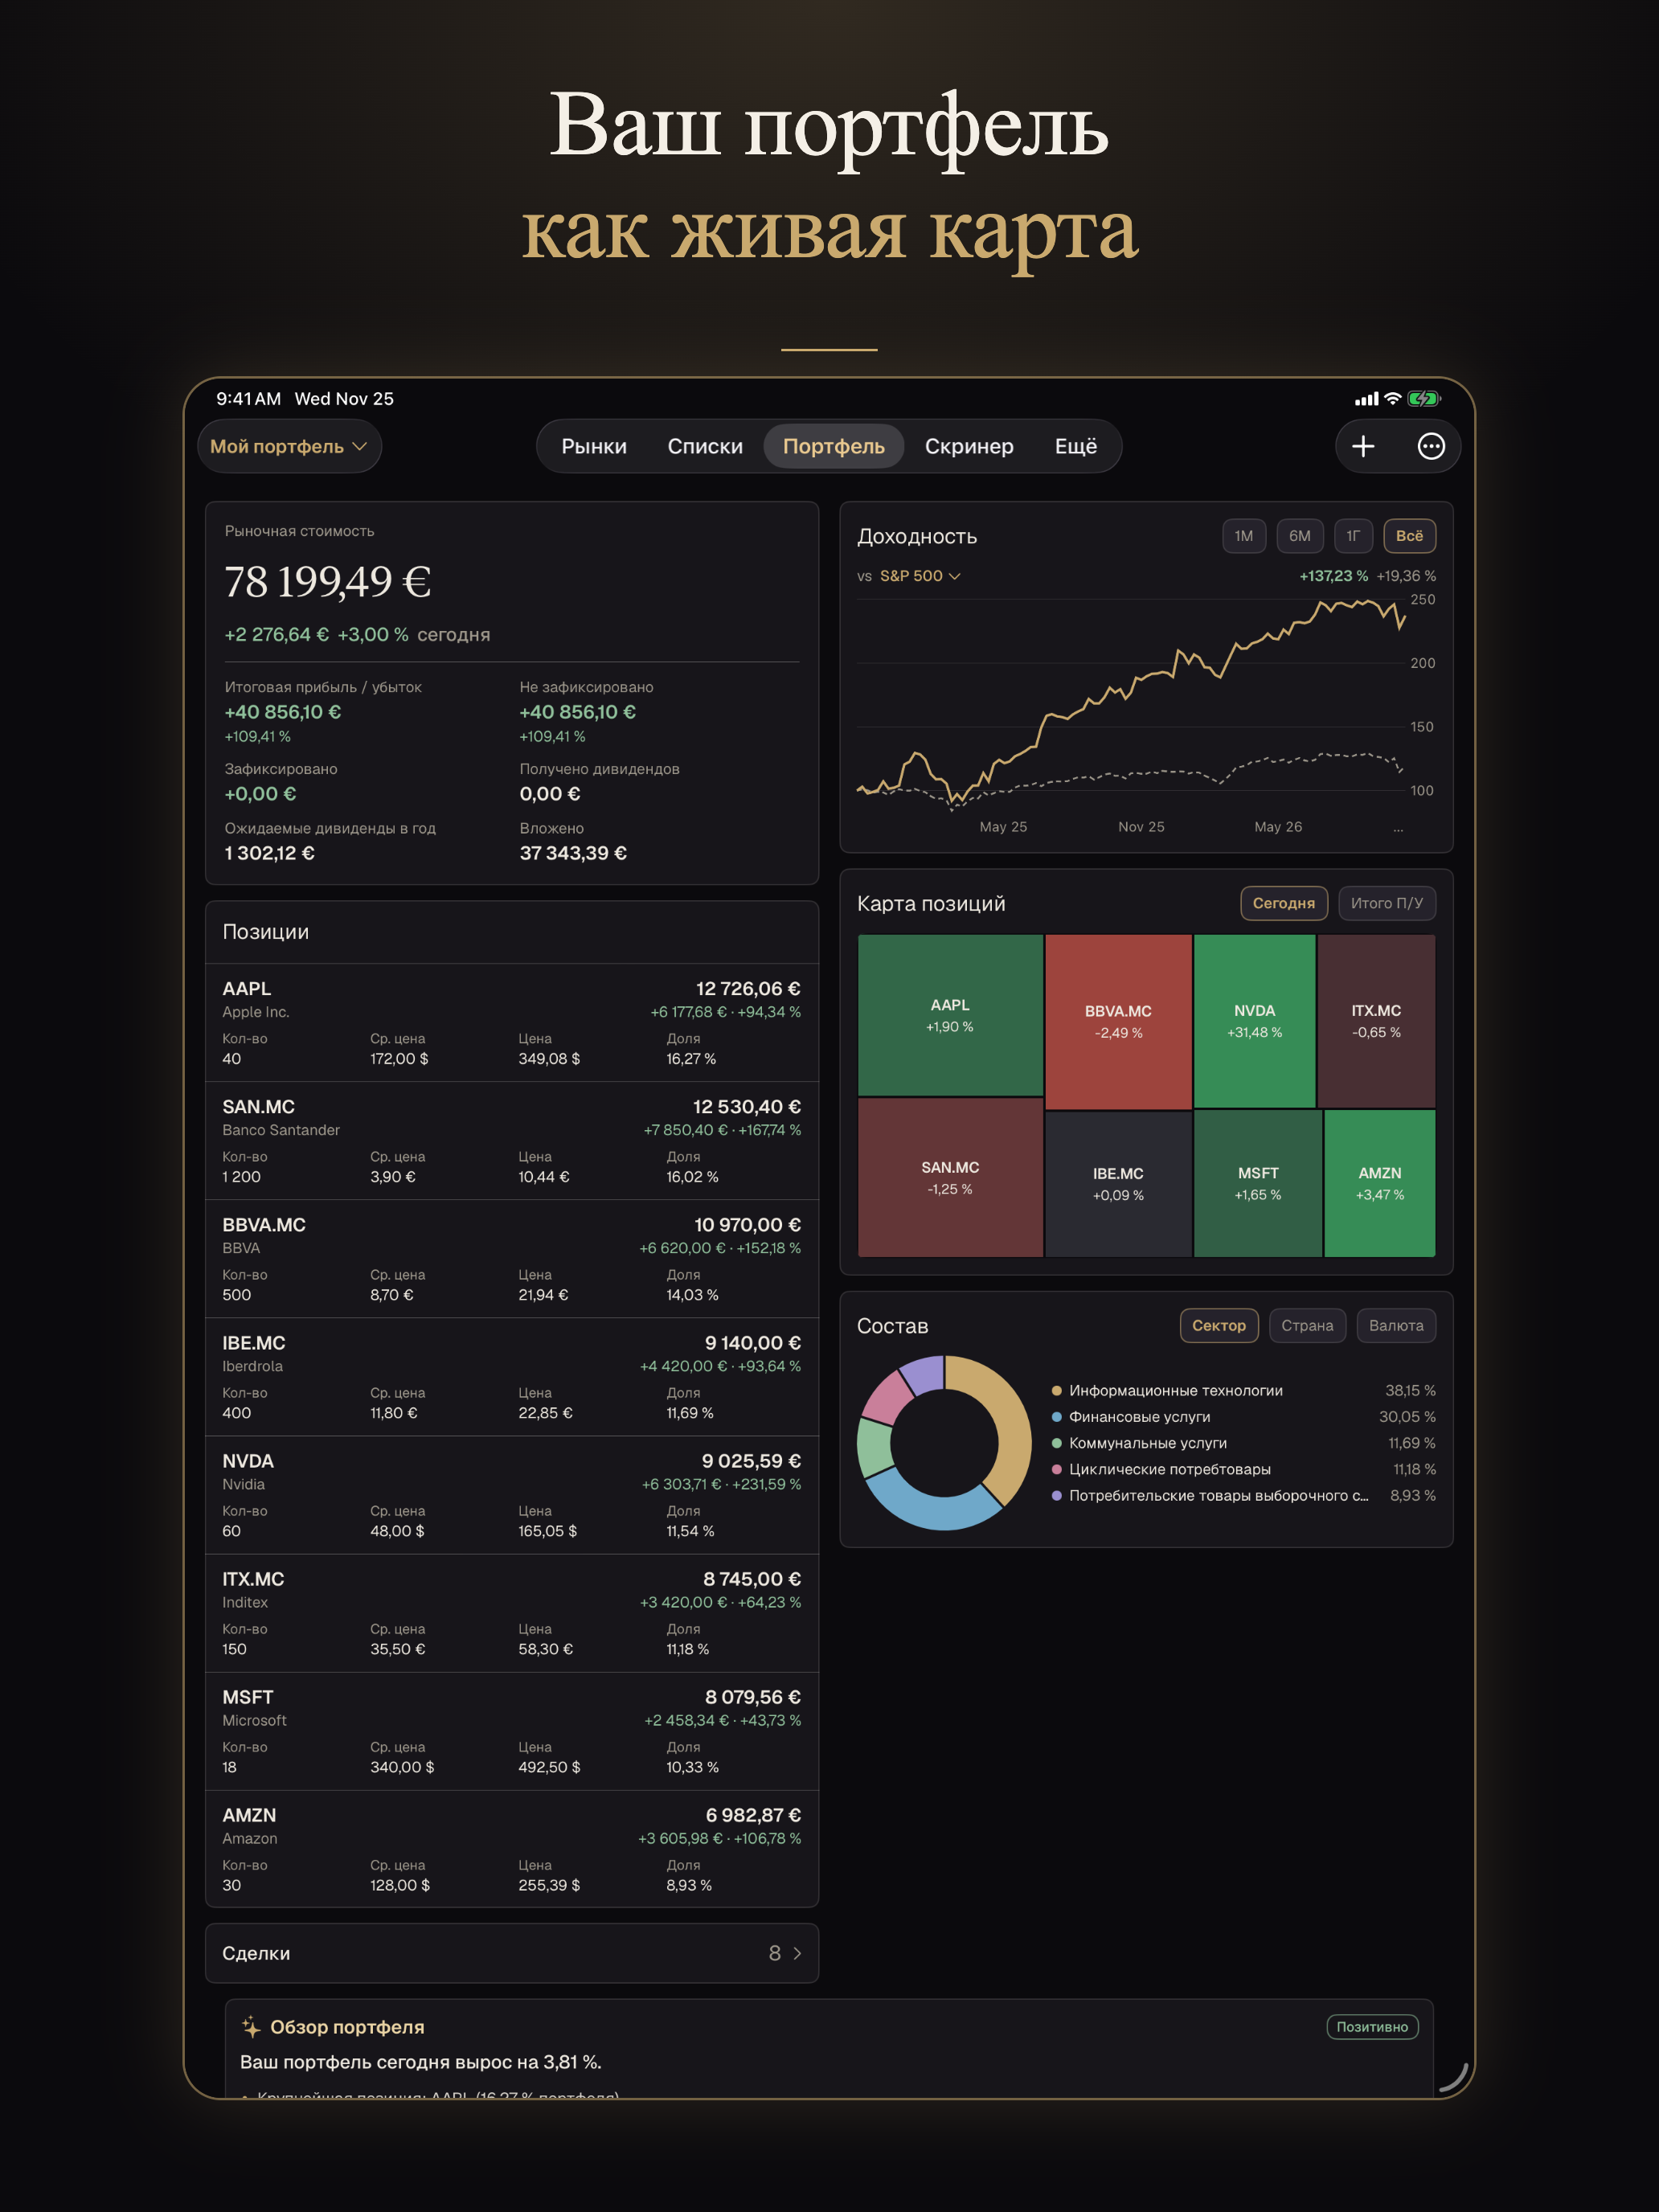 Ваш портфель
как живая карта
9:41 AM Wed Nov 25
Мой портфель
Рынки Списки Портфель Скринер Ещё
Рыночная стоимость
78 199,49 €
+2 276,64 € +3,00 % сегодня
Итоговая прибыль / убыток Не зафиксировано
+40 856,10 € +40 856,10 €
+109,41 % +109,41 %
Зафиксировано Получено дивидендов
+0,00 € 0,00 €
Ожидаемые дивиденды в год Вложено
1 302,12 € 37 343,39 €
Позиции
AAPL 12 726,06 €
Apple Inc. +6 177,68 € · +94,34 %
Кол-во Ср. цена Цена Доля
40 172,00 $ 349,08 $ 16,27 %
SAN.MC 12 530,40 €
Banco Santander +7 850,40 € · +167,74 %
Кол-во Ср. цена Цена Доля
1 200 3,90 € 10,44 € 16,02 %
BBVA.MC 10 970,00 €
BBVA +6 620,00 € · +152,18 %
Кол-во Ср. цена Цена Доля
500 8,70 € 21,94 € 14,03 %
IBE.MC 9 140,00 €
Iberdrola +4 420,00 € · +93,64 %
Кол-во Ср. цена Цена Доля
400 11,80 € 22,85 € 11,69 %
NVDA 9 025,59 €
Nvidia +6 303,71 € · +231,59 %
Кол-во Ср. цена Цена Доля
60 48,00 $ 165,05 $ 11,54 %
ITX.MC 8 745,00 €
Inditex +3 420,00 € · +64,23 %
Кол-во Ср. цена Цена Доля
150 35,50 € 58,30 € 11,18 %
MSFT 8 079,56 €
Microsoft +2 458,34 € · +43,73 %
Кол-во Ср. цена Цена Доля
18 340,00 $ 492,50 $ 10,33 %
AMZN 6 982,87 €
Amazon +3 605,98 € · +106,78 %
Кол-во Ср. цена Цена Доля
30 128,00 $ 255,39 $ 8,93 %
Сделки 8
Доходность 1М 6М 1Г Всё
vs S&P 500 +137,23 % +19,36 %
250
200
150
100
May 25 Nov 25 May 26 ...
Карта позиций Сегодня Итого П/У
AAPL
+1,90 %
BBVA.MC
-2,49 %
NVDA
+31,48 %
ITX.MC
-0,65 %
SAN.MC
-1,25 %
IBE.MC
+0,09 %
MSFT
+1,65 %
AMZN
+3,47 %
Состав Сектор Страна Валюта
Информационные технологии 38,15 %
Финансовые услуги 30,05 %
Коммунальные услуги 11,69 %
Циклические потребтовары 11,18 %
Потребительские товары выборочного с... 8,93 %
Обзор портфеля Позитивно
Ваш портфель сегодня вырос на 3,81 %.
• Крупнейшая позиция: AAPL (16,27 % портфеля)